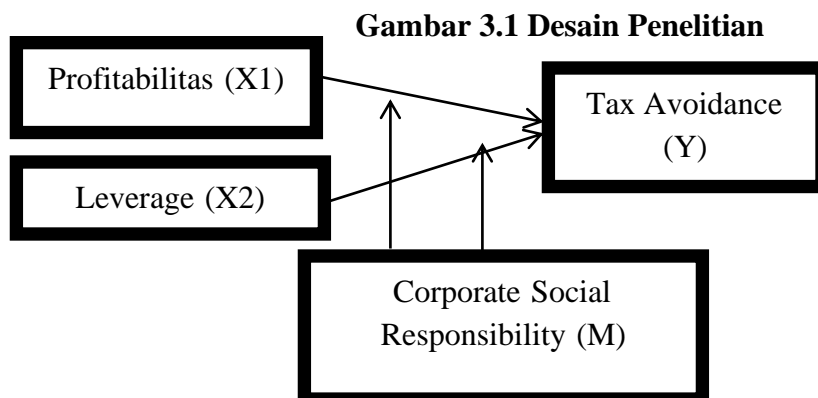 Gambar 3.1 Desain Penelitian
Profitabilitas (X1)
Tax Avoidance
(Y)
Leverage (X2)
Corporate Social
Responsibility (M)